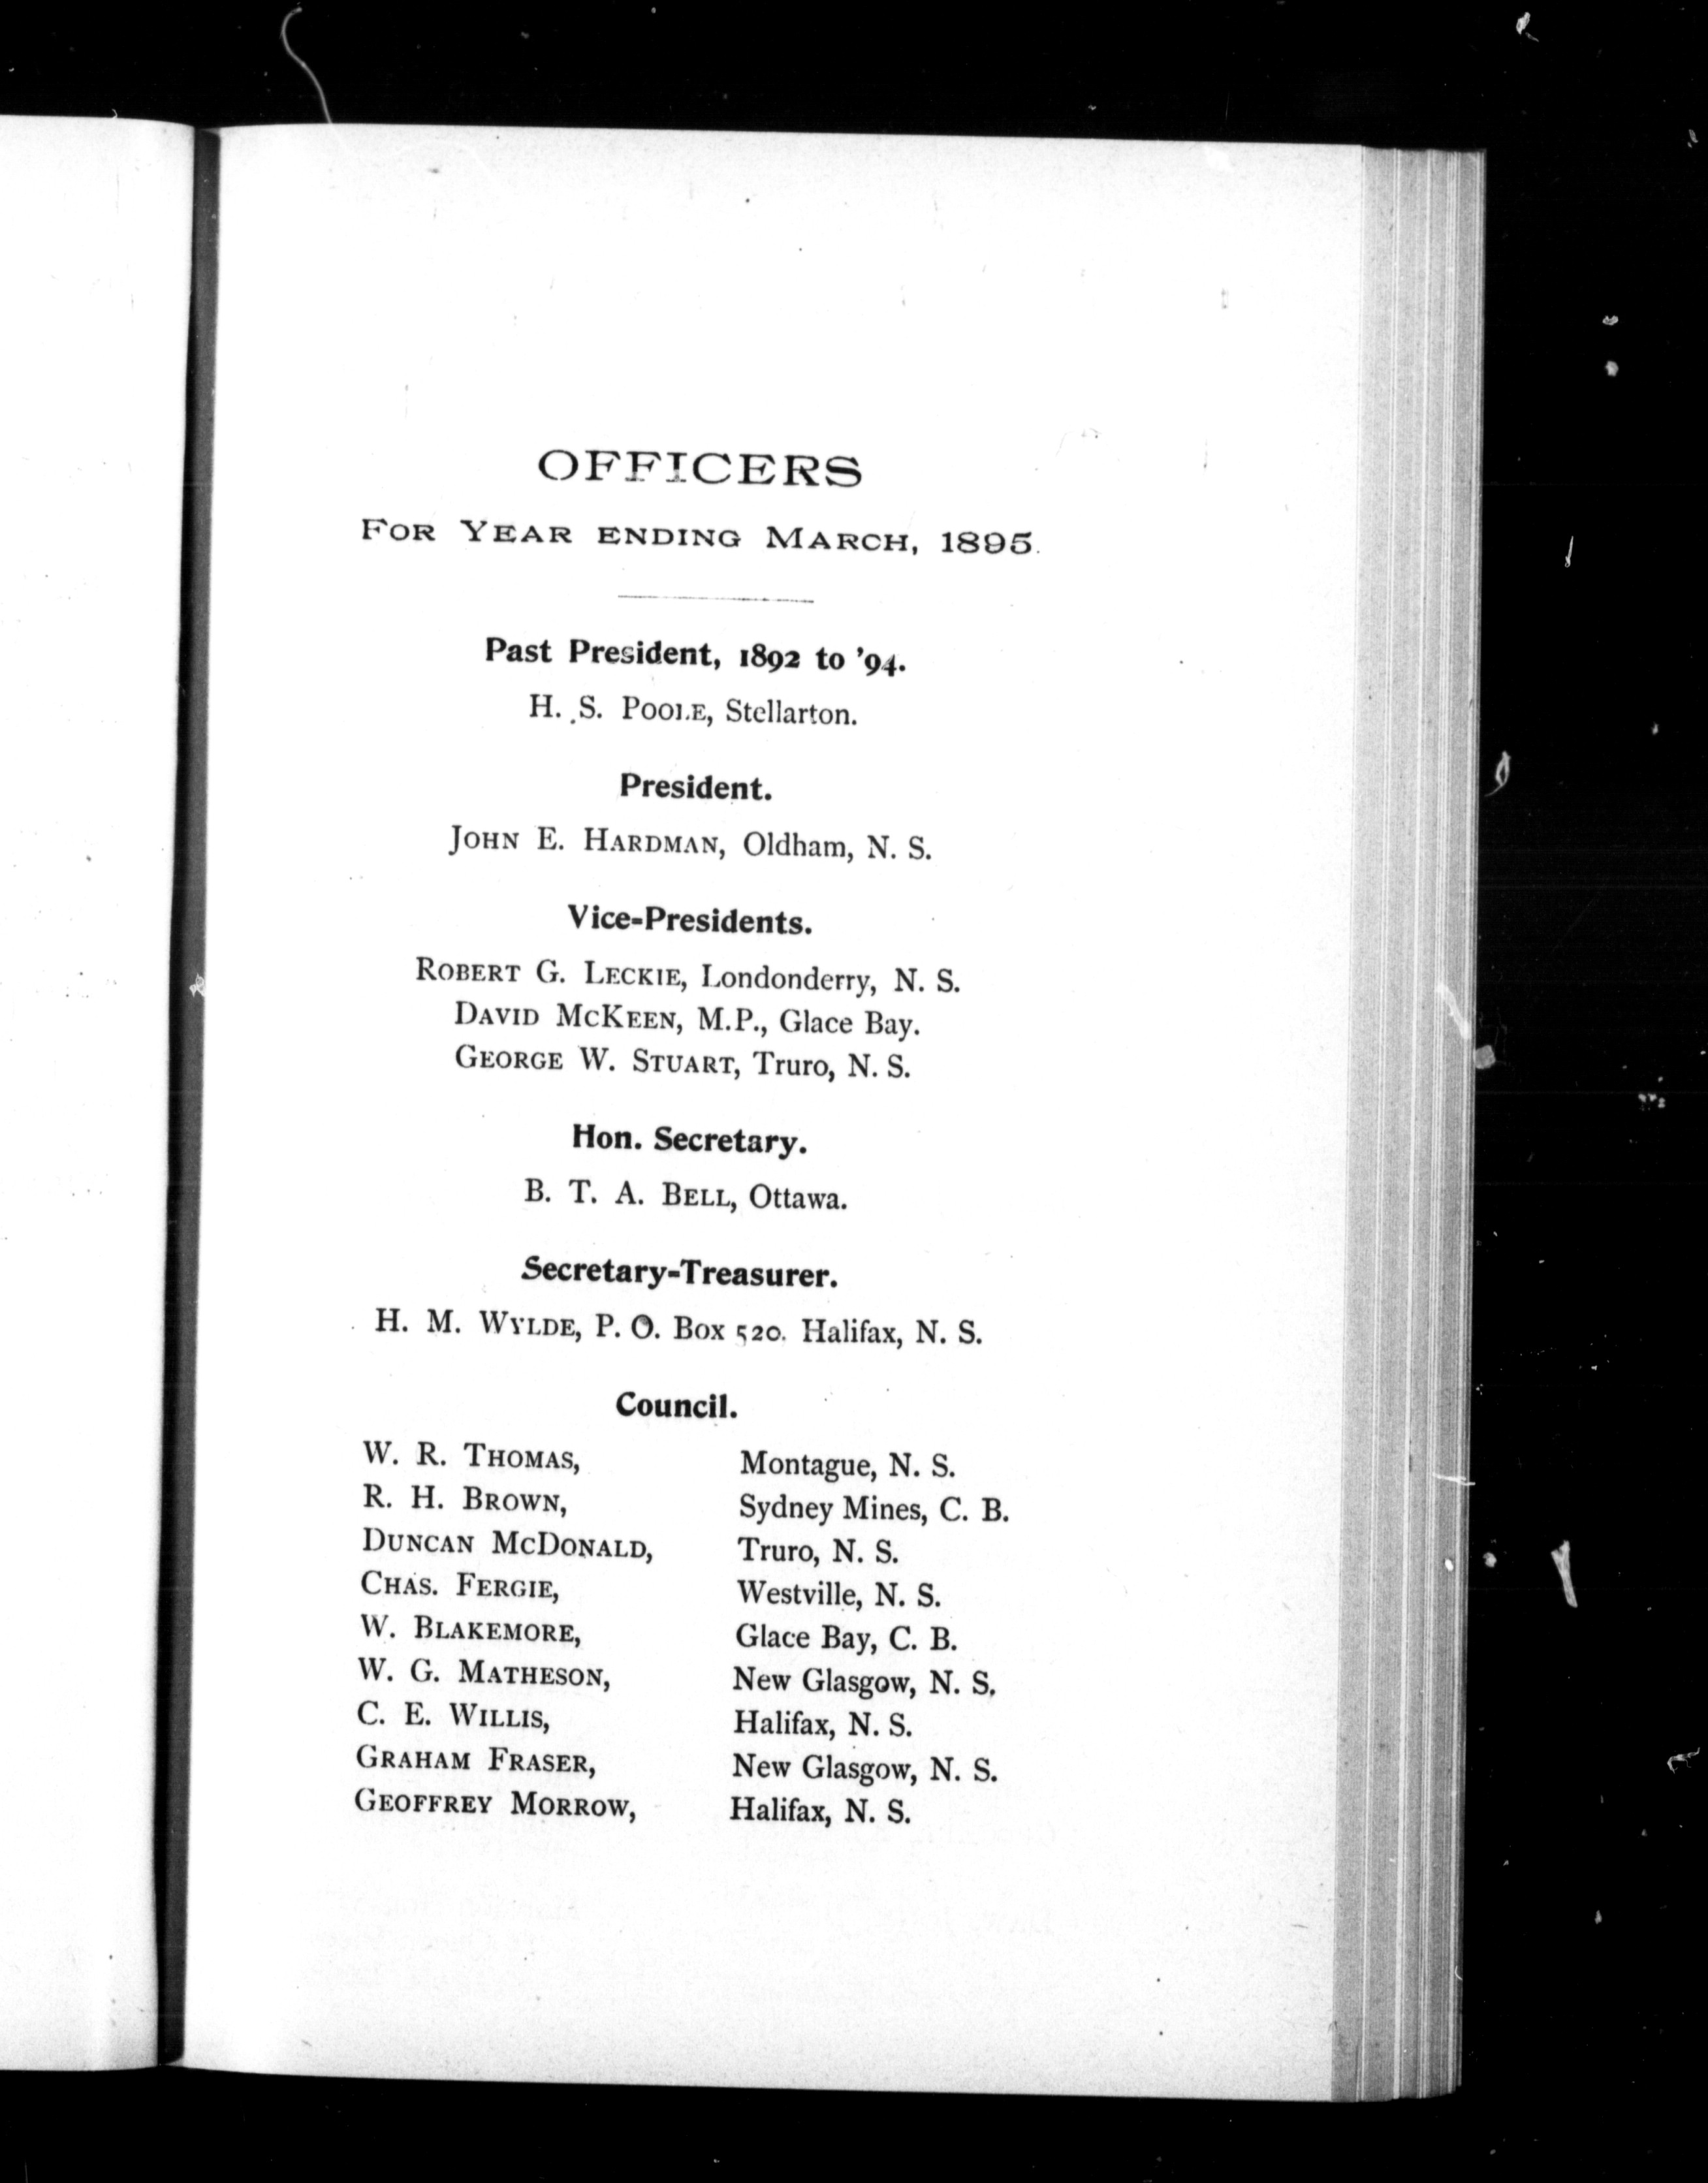 OFFICERS
FOR YEAR ENDING MARCH, 1895.
Past President, 1892 to '94.
H. S. POOLE, Stellarton.
President.
JOHN E. HARDMAN, Oldham, N. S.
Vice-Presidents.
ROBERT G. LECKIE, Londonderry, N. S.
DAVID MCKEEN, M.P., Glace Bay.
GEORGE W. STUART, Truro, N. S.
Hon. Secretary.
B. T. A. BELL, Ottawa.
Secretary-Treasurer.
H. M. WYLDE, P. O. Box 520. Halifax, N. S.
Council.
W. R. THOMAS, Montague, N. S.
R. H. BROWN, Sydney Mines, C. B.
DUNCAN MCDONALD, Truro, N. S.
CHAS. FERGIE, Westville, N. S.
W. BLAKEMORE, Glace Bay, C. B.
W. G. MATHESON, New Glasgow, N. S.
C. E. WILLIS, Halifax, N. S.
GRAHAM FRASER, New Glasgow, N. S.
GEOFFREY MORROW, Halifax, N. S.